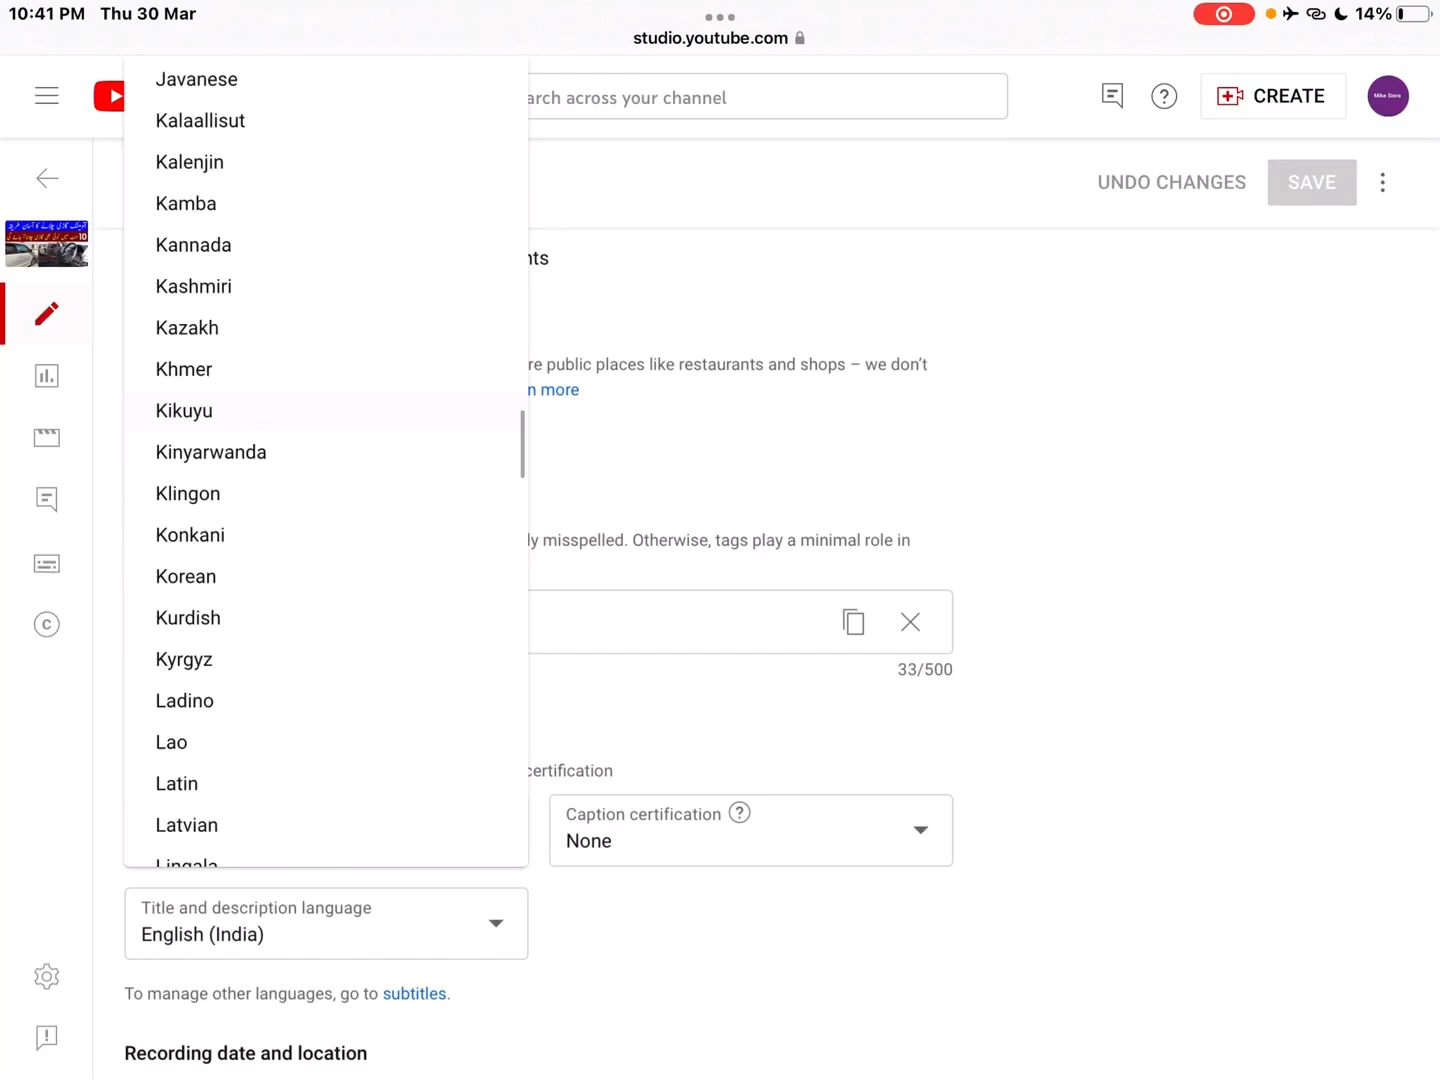 10:41 PM Thu 30 Mar
14%
studio.youtube.com
arch across your channel
CREATE
Mike Siera
UNDO CHANGES
SAVE
Javanese
Kalaallisut
Kalenjin
Kamba
Kannada
Kashmiri
Kazakh
Khmer
Kikuyu
Kinyarwanda
Klingon
Konkani
Korean
Kurdish
Kyrgyz
Ladino
Lao
Latin
Latvian
Lingala
nts
re public places like restaurants and shops – we don’t
n more
ly misspelled. Otherwise, tags play a minimal role in
33/500
certification
Caption certification ?
None
Title and description language
English (India)
To manage other languages, go to subtitles.
Recording date and location